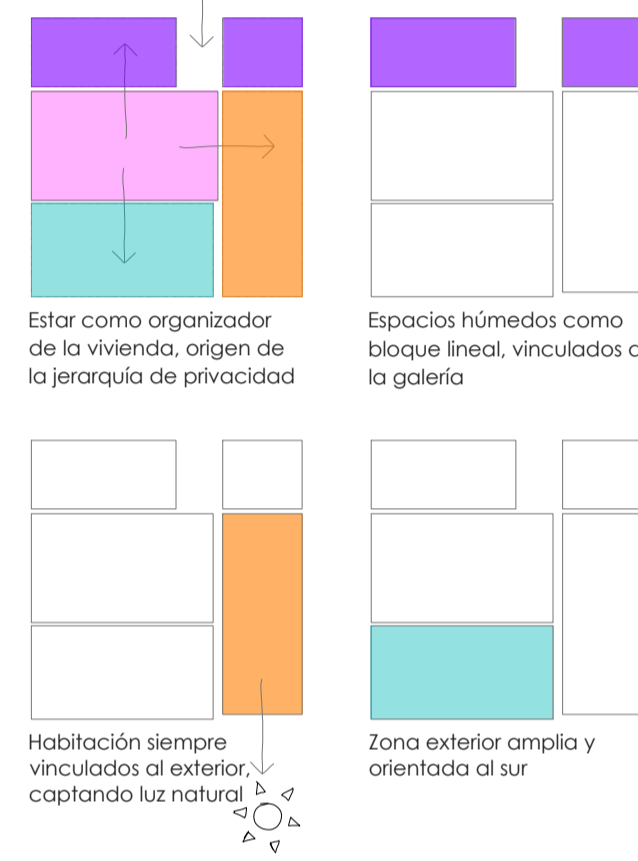 Estar como organizador
de la vivienda, origen de
la jerarquía de privacidad
Espacios húmedos como
bloque lineal, vinculados
la galería
Habitación siempre
vinculados al exterior,
captando luz natural
Zona exterior amplia y
orientada al sur